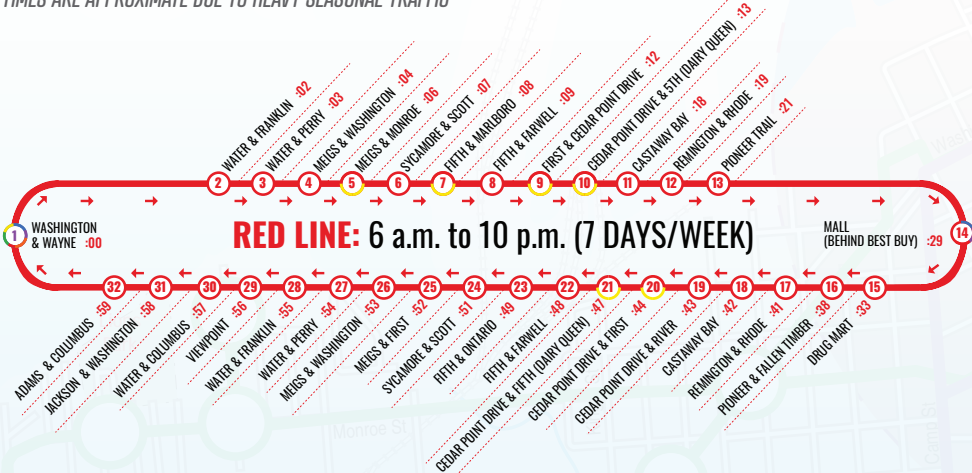 TIMES ARE APPROXIMATE DUE TO HEAVY SEASONAL TRAFFIC
WATER & FRANKLIN :02
WATER & PERRY :03
MEIGS & WASHINGTON :04
MEIGS & MONROE :06
SYCAMORE & SCOTT :07
FIFTH & MARLBORO :08
FIFTH & FARWELL :09
FIRST & CEDAR POINT DRIVE :12
CEDAR POINT DRIVE & 5TH (DAIRY QUEEN) :13
CASTAWAY BAY :18
REMINGTON & RHODE :19
PIONEER TRAIL :21
2 3 4 5 6 7 8 9 10 11 12 13
1
WASHINGTON
& WAYNE :00
RED LINE: 6 a.m. to 10 p.m. (7 DAYS/WEEK)
MALL
(BEHIND BEST BUY) :29
14
32 31 30 29 28 27 26 25 24 23 22 21 20 19 18 17 16 15
ADAMS & COLUMBUS :59
JACKSON & WASHINGTON :58
WATER & COLUMBUS :57
VIEWPOINT :56
WATER & FRANKLIN :55
WATER & PERRY :54
MEIGS & WASHINGTON :53
MEIGS & FIRST :52
SYCAMORE & SCOTT :51
FIFTH & ONTARIO :49
FIFTH & FARWELL :48
CEDAR POINT DRIVE & FIFTH (DAIRY QUEEN) :47
CEDAR POINT DRIVE & FIRST :44
CEDAR POINT DRIVE & RIVER :43
CASTAWAY BAY :42
REMINGTON & RHODE :41
PIONEER & FALLEN TIMBER :38
DRUG MART :33
Monroe St
Camp St